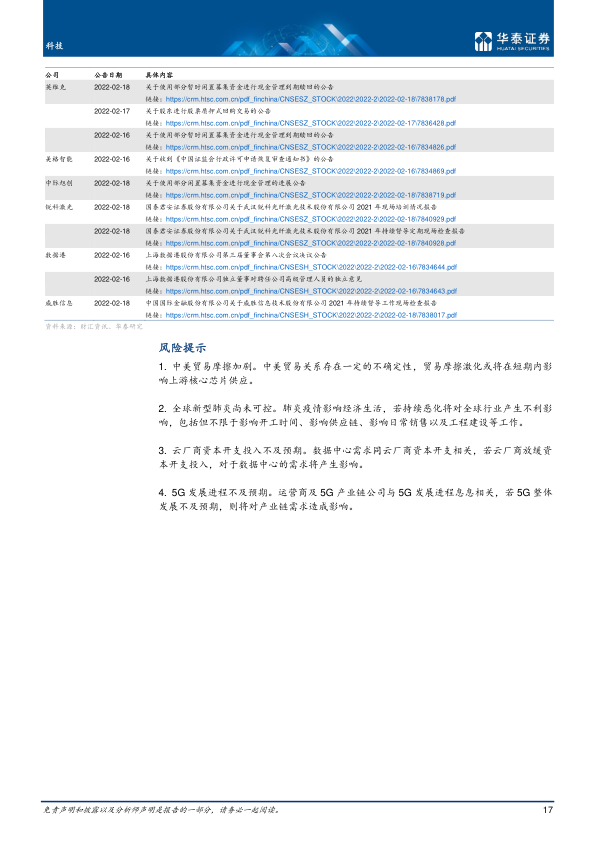 科技
华泰证券
HUATAI SECURITIES
公司 公告日期 具体内容
英维克 2022-02-18 关于使用部分暂时闲置募集资金进行现金管理到期赎回的公告
链接：https://crm.htsc.com.cn/pdf_finchina/CNSESZ_STOCK\2022\2022-2\2022-02-18\7838178.pdf
2022-02-17 关于股东进行股票质押式回购交易的公告
链接：https://crm.htsc.com.cn/pdf_finchina/CNSESZ_STOCK\2022\2022-2\2022-02-17\7836428.pdf
2022-02-16 关于使用部分暂时闲置募集资金进行现金管理到期赎回的公告
链接：https://crm.htsc.com.cn/pdf_finchina/CNSESZ_STOCK\2022\2022-2\2022-02-16\7834826.pdf
美格智能 2022-02-16 关于收到《中国证监会行政许可申请恢复审查通知书》的公告
链接：https://crm.htsc.com.cn/pdf_finchina/CNSESZ_STOCK\2022\2022-2\2022-02-16\7834869.pdf
中际旭创 2022-02-18 关于使用部分闲置募集资金进行现金管理的进展公告
链接：https://crm.htsc.com.cn/pdf_finchina/CNSESZ_STOCK\2022\2022-2\2022-02-18\7838719.pdf
锐科激光 2022-02-18 国泰君安证券股份有限公司关于武汉锐科光纤激光技术股份有限公司 2021 年现场培训情况报告
链接：https://crm.htsc.com.cn/pdf_finchina/CNSESZ_STOCK\2022\2022-2\2022-02-18\7840929.pdf
2022-02-18 国泰君安证券股份有限公司关于武汉锐科光纤激光技术股份有限公司 2021 年持续督导定期现场检查报告
链接：https://crm.htsc.com.cn/pdf_finchina/CNSESZ_STOCK\2022\2022-2\2022-02-18\7840928.pdf
数据港 2022-02-16 上海数据港股份有限公司第三届董事会第八次会议决议公告
链接：https://crm.htsc.com.cn/pdf_finchina/CNSESH_STOCK\2022\2022-2\2022-02-16\7834644.pdf
2022-02-16 上海数据港股份有限公司独立董事对聘任公司高级管理人员的独立意见
链接：https://crm.htsc.com.cn/pdf_finchina/CNSESH_STOCK\2022\2022-2\2022-02-16\7834643.pdf
威胜信息 2022-02-18 中国国际金融股份有限公司关于威胜信息技术股份有限公司 2021 年持续督导工作现场检查报告
链接：https://crm.htsc.com.cn/pdf_finchina/CNSESH_STOCK\2022\2022-2\2022-02-18\7838017.pdf
资料来源：财汇资讯、华泰研究
风险提示
1. 中美贸易摩擦加剧。中美贸易关系存在一定的不确定性，贸易摩擦激化或将在短期内影
响上游核心芯片供应。
2. 全球新型肺炎尚未可控。肺炎疫情影响经济生活，若持续恶化将对全球行业产生不利影
响，包括但不限于影响开工时间、影响供应链、影响日常销售以及工程建设等工作。
3. 云厂商资本开支投入不及预期。数据中心需求同云厂商资本开支相关，若云厂商放缓资
本开支投入，对于数据中心的需求将产生影响。
4. 5G 发展进程不及预期。运营商及 5G 产业链公司与 5G 发展进程息息相关，若 5G 整体
发展不及预期，则将对产业链需求造成影响。
免责声明和披露以及分析师声明是报告的一部分，请务必一起阅读。 17